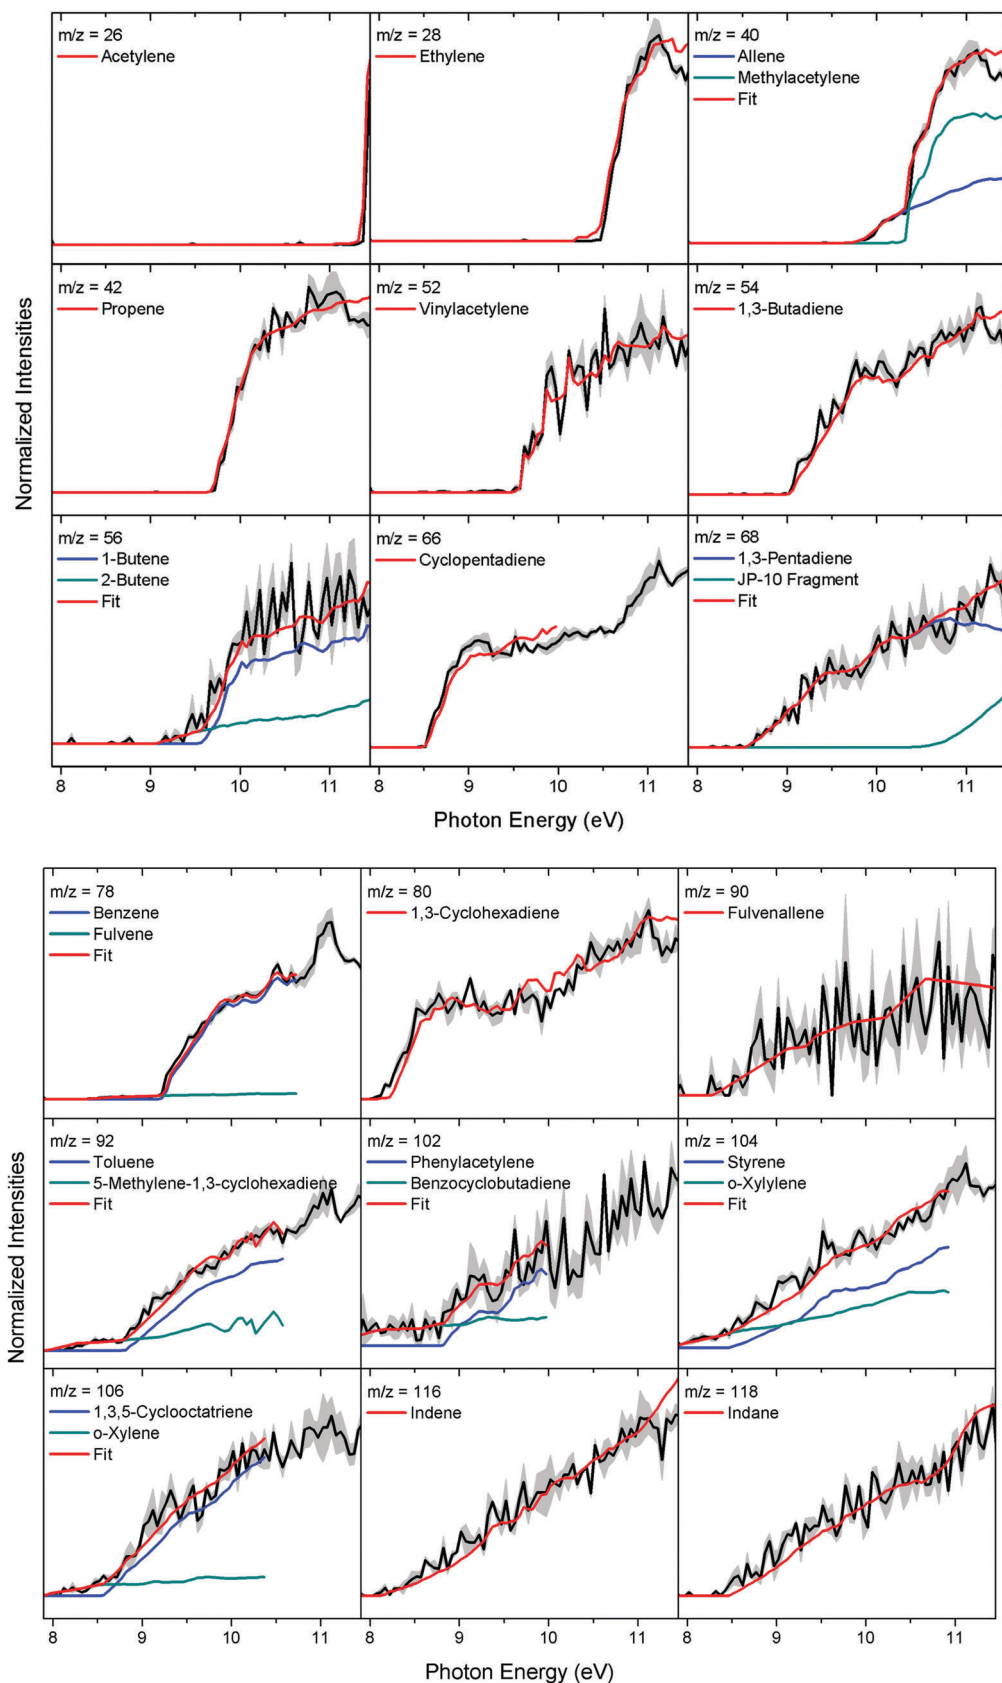 m/z = 26
Acetylene
m/z = 28
Ethylene
m/z = 40
Allene
Methylacetylene
Fit
m/z = 42
Propene
m/z = 52
Vinylacetylene
m/z = 54
1,3-Butadiene
m/z = 56
1-Butene
2-Butene
Fit
m/z = 66
Cyclopentadiene
m/z = 68
1,3-Pentadiene
JP-10 Fragment
Fit
Normalized Intensities
8 9 10 11 8 9 10 11 8 9 10 11
Photon Energy (eV)
m/z = 78
Benzene
Fulvene
Fit
m/z = 80
1,3-Cyclohexadiene
m/z = 90
Fulvenallene
m/z = 92
Toluene
5-Methylene-1,3-cyclohexadiene
Fit
m/z = 102
Phenylacetylene
Benzocyclobutadiene
Fit
m/z = 104
Styrene
o-Xylylene
Fit
m/z = 106
1,3,5-Cyclooctatriene
o-Xylene
Fit
m/z = 116
Indene
m/z = 118
Indane
Normalized Intensities
8 9 10 11 8 9 10 11 8 9 10 11
Photon Energy (eV)